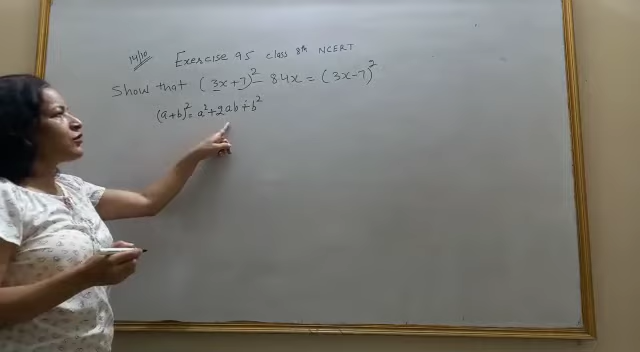 14/10
Exercise 9.5 class 8th NCERT
Show that (3x+7)² - 84x = (3x-7)²
(a+b)² = a²+2ab+b²